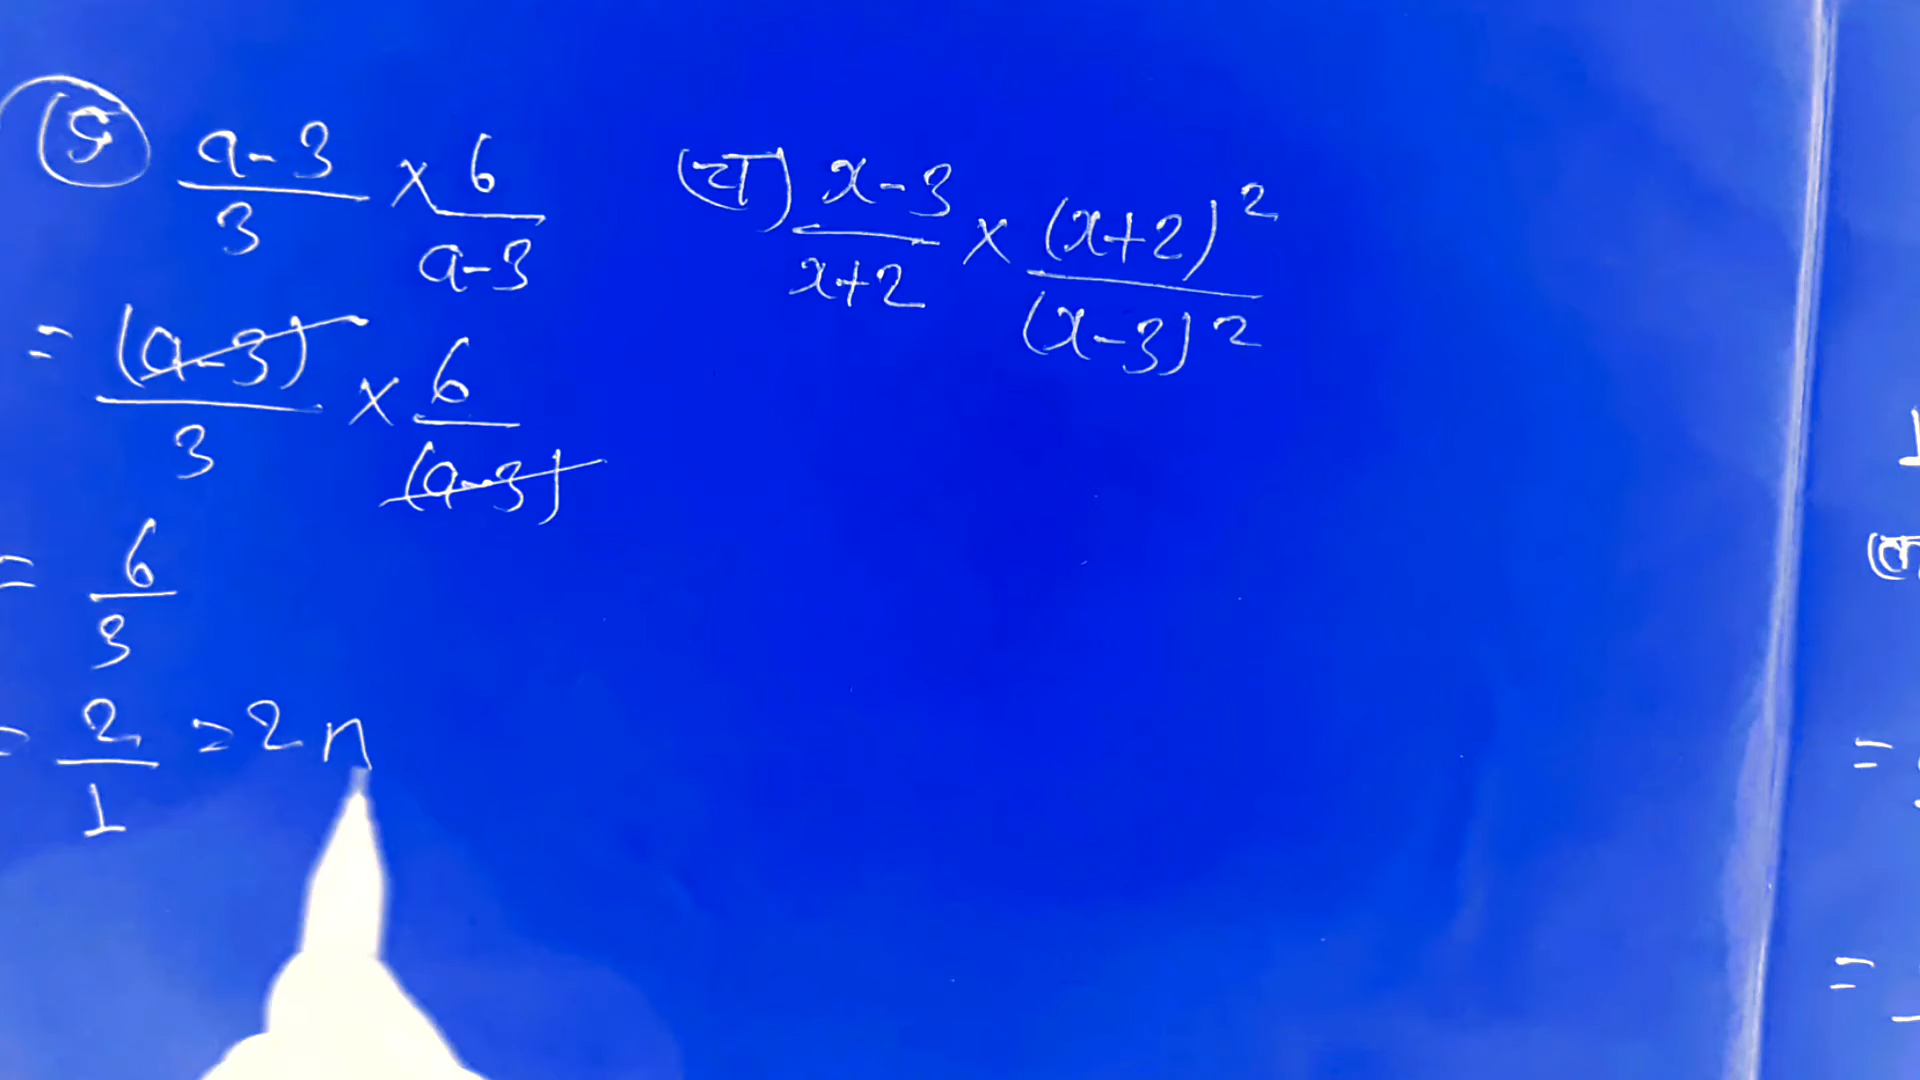 (5) a-3/3 × 6/a-3
= (a-3)/3 × 6/(a-3)
= 6/3
= 2/1 = 2 n
(य) x-3/x+2 × (x+2)²/(x-3)²
=
=